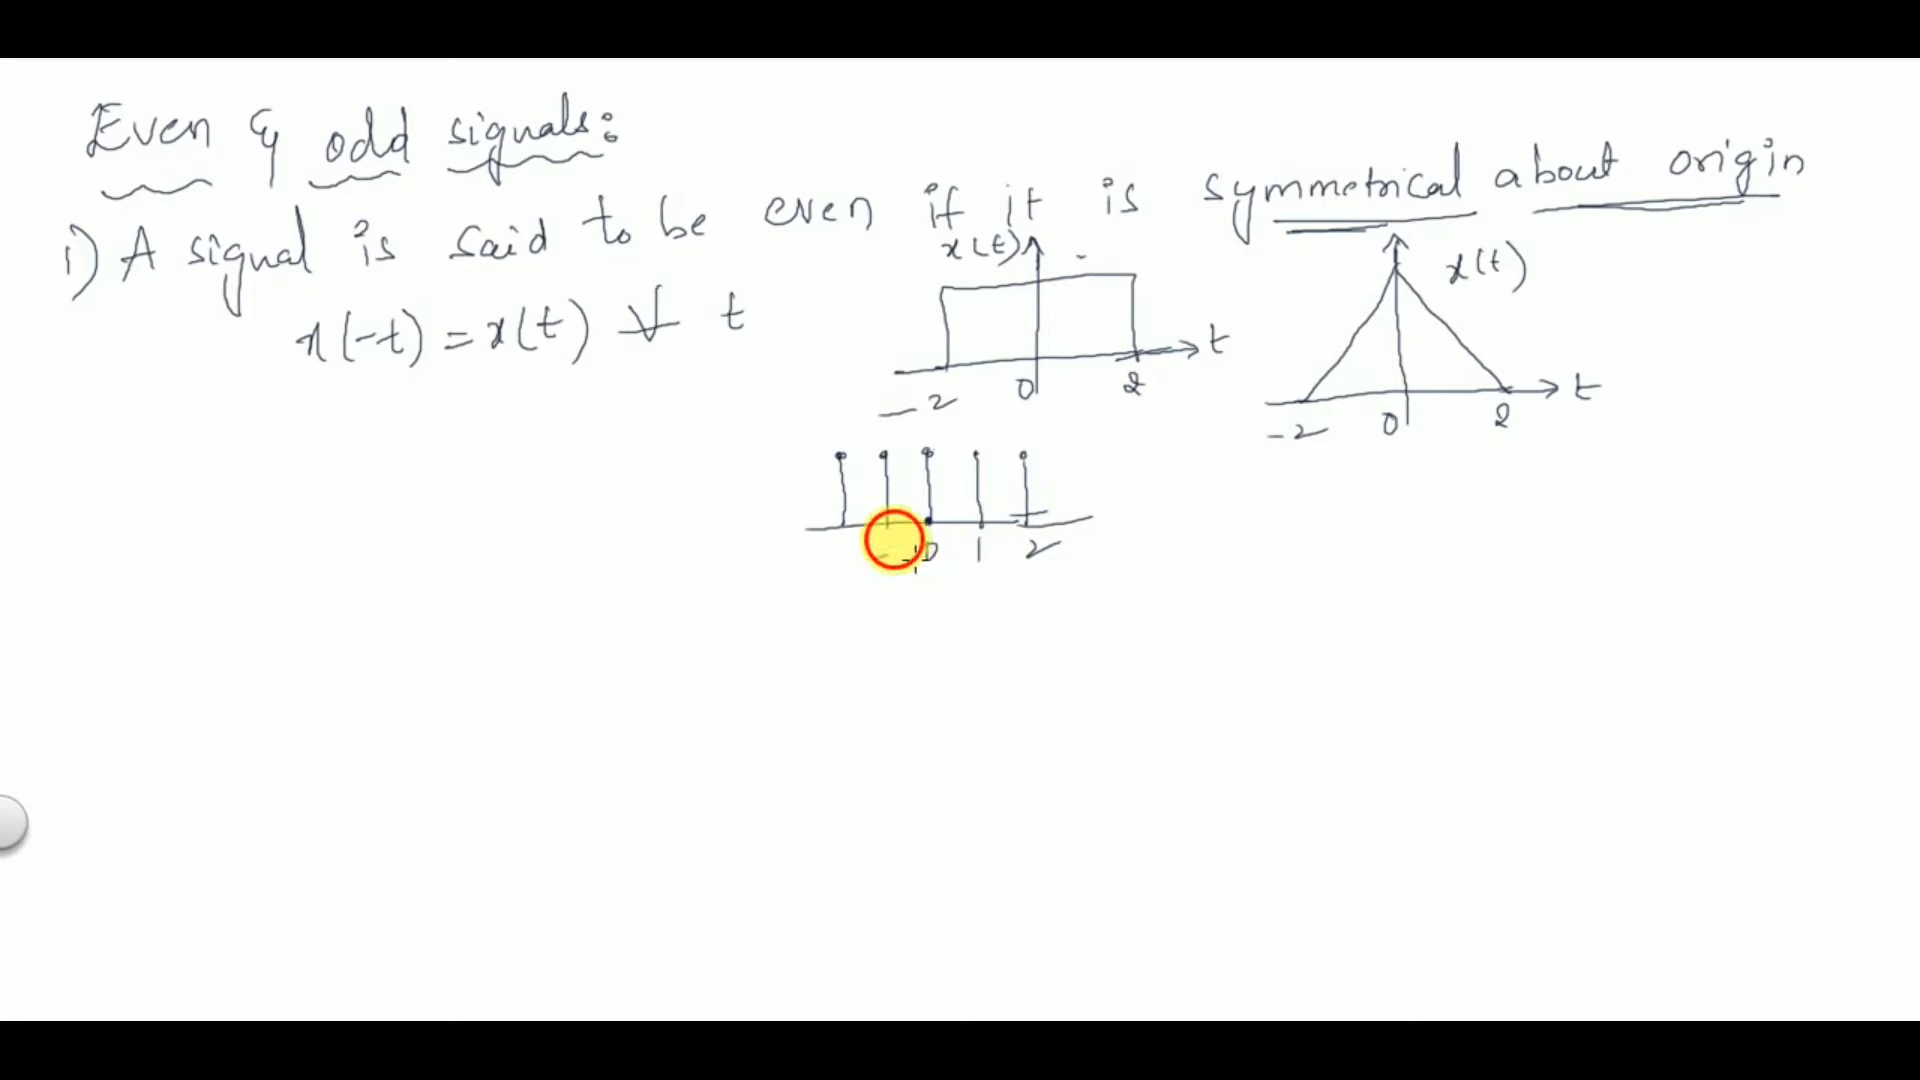 Even & odd signals:
i) A signal is said to be even if it is symmetrical about origin
x(-t) = x(t) ∀ t
x(t)
t
-2 0 2
x(t)
t
-2 0 2
0 1 2